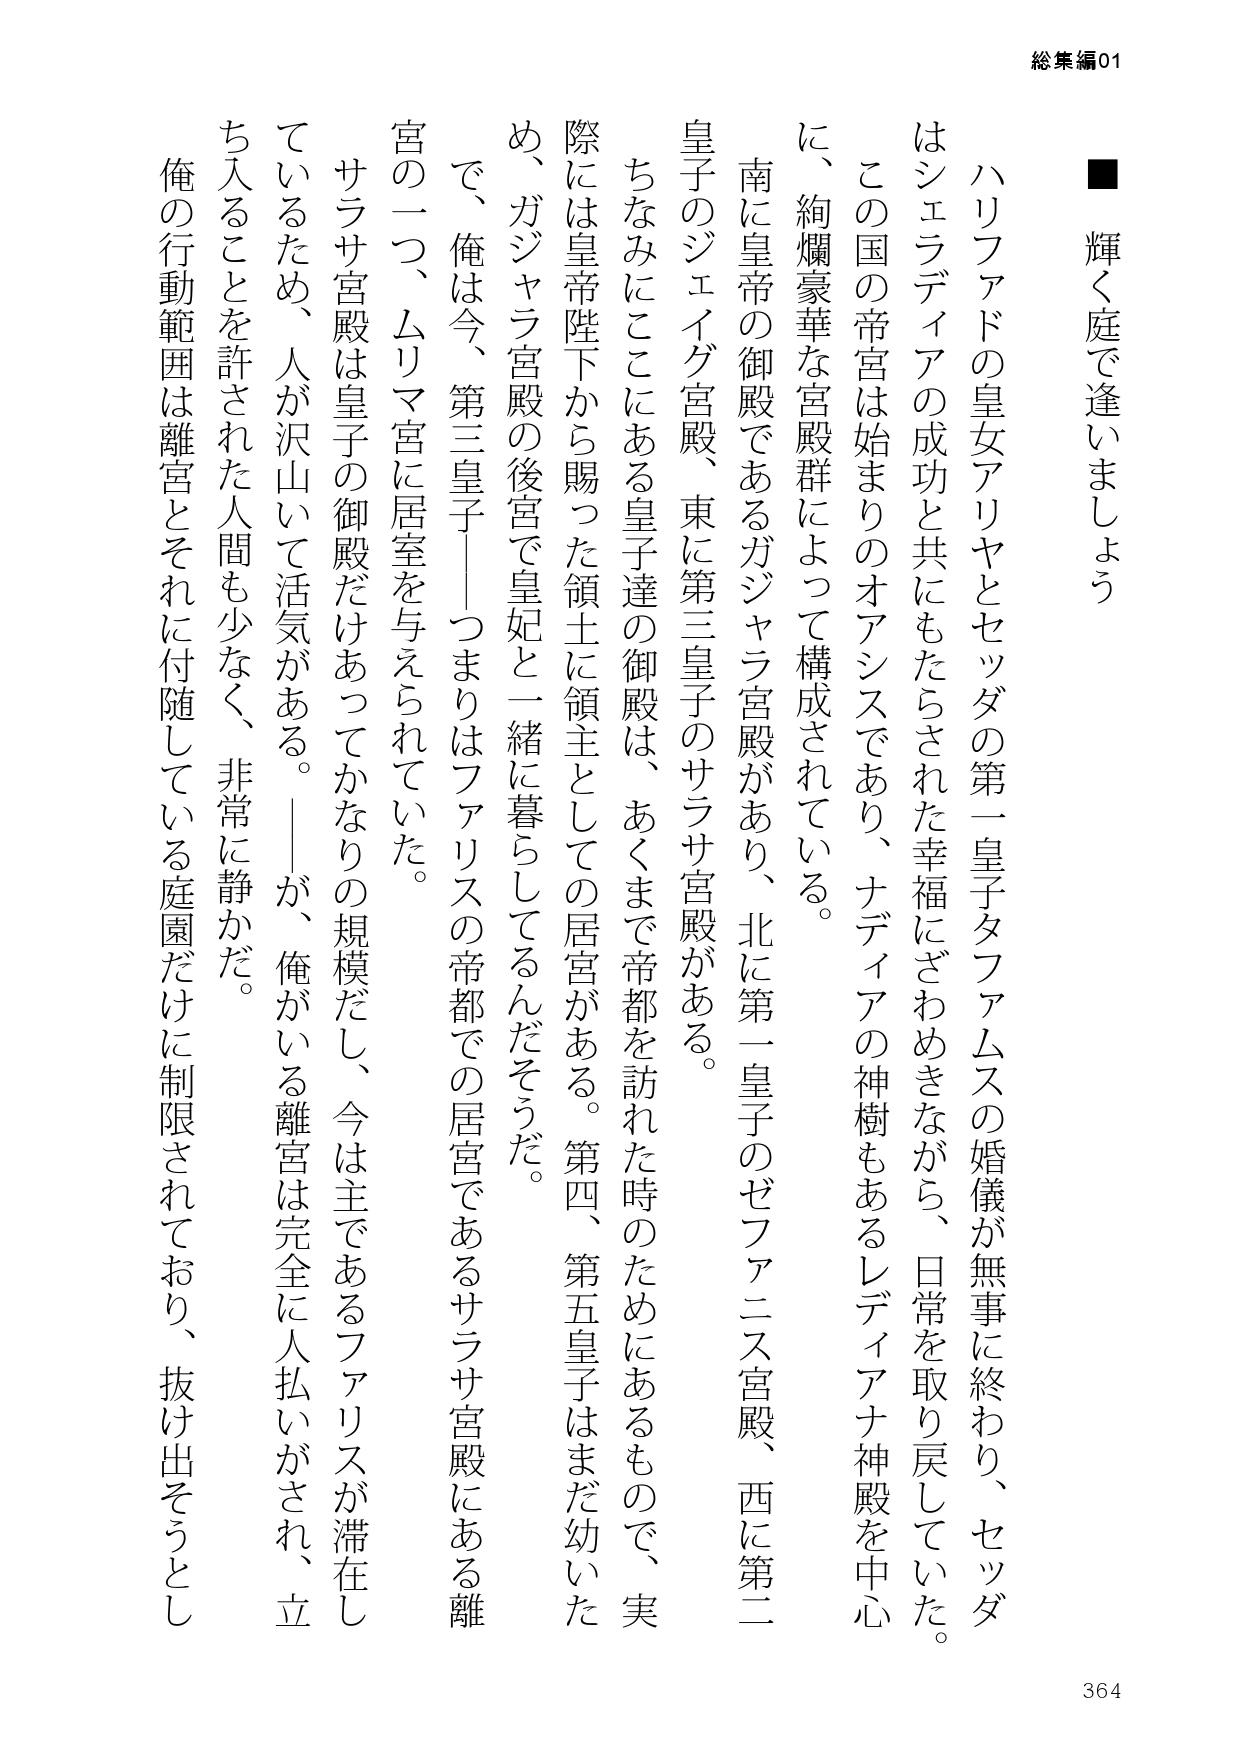 総集編01
■　輝く庭で逢いましょう
　ハリファドの皇女アリヤとセッダの第一皇子タファムスの婚儀が無事に終わり、セッダ
はシェラディアの成功と共にもたらされた幸福にざわめきながら、日常を取り戻していた。
　この国の帝宮は始まりのオアシスであり、ナディアの神樹もあるレディアナ神殿を中心
に、絢爛豪華な宮殿群によって構成されている。
　南に皇帝の御殿であるガジャラ宮殿があり、北に第一皇子のゼファニス宮殿、西に第二
皇子のジェイグ宮殿、東に第三皇子のサラサ宮殿がある。
　ちなみにここにある皇子達の御殿は、あくまで帝都を訪れた時のためにあるもので、実
際には皇帝陛下から賜った領土に領主としての居宮がある。第四、第五皇子はまだ幼いた
め、ガジャラ宮殿の後宮で皇妃と一緒に暮らしてるんだそうだ。
　で、俺は今、第三皇子――つまりはファリスの帝都での居宮であるサラサ宮殿にある離
宮の一つ、ムリマ宮に居室を与えられていた。
　サラサ宮殿は皇子の御殿だけあってかなりの規模だし、今は主であるファリスが滞在し
ているため、人が沢山いて活気がある。――が、俺がいる離宮は完全に人払いがされ、立
ち入ることを許された人間も少なく、非常に静かだ。
　俺の行動範囲は離宮とそれに付随している庭園だけに制限されており、抜け出そうとし
364